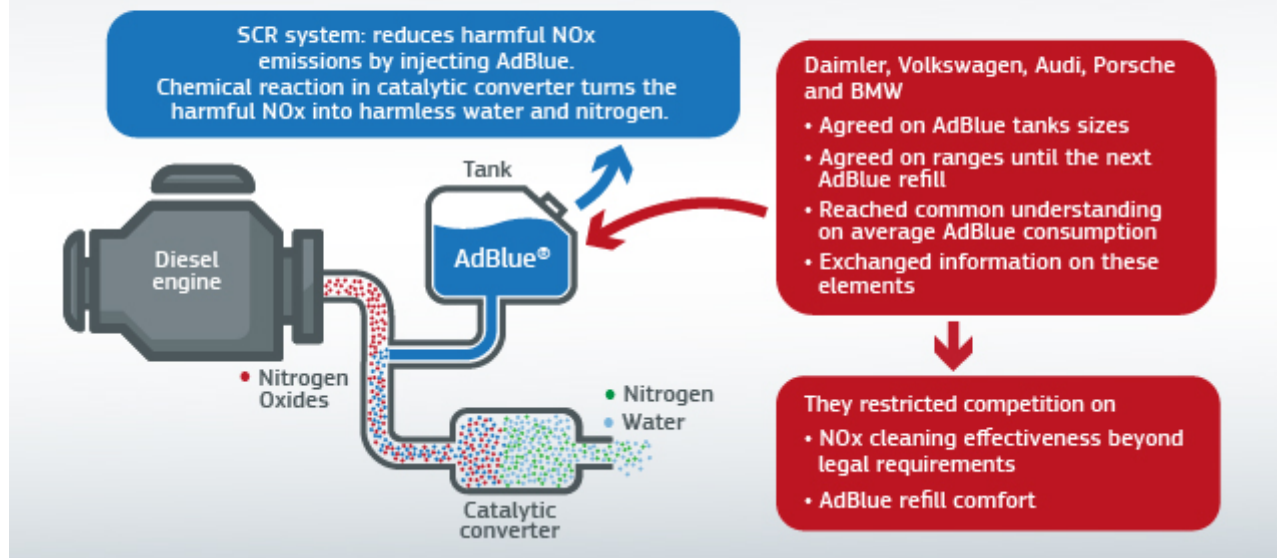 SCR system: reduces harmful NOx
emissions by injecting AdBlue.
Chemical reaction in catalytic converter turns the
harmful NOx into harmless water and nitrogen.
Daimler, Volkswagen, Audi, Porsche
and BMW
• Agreed on AdBlue tanks sizes
• Agreed on ranges until the next
AdBlue refill
• Reached common understanding
on average AdBlue consumption
• Exchanged information on these
elements
Tank
AdBlue®
Diesel
engine
• Nitrogen
Oxides
• Nitrogen
• Water
Catalytic
converter
They restricted competition on
• NOx cleaning effectiveness beyond
legal requirements
• AdBlue refill comfort